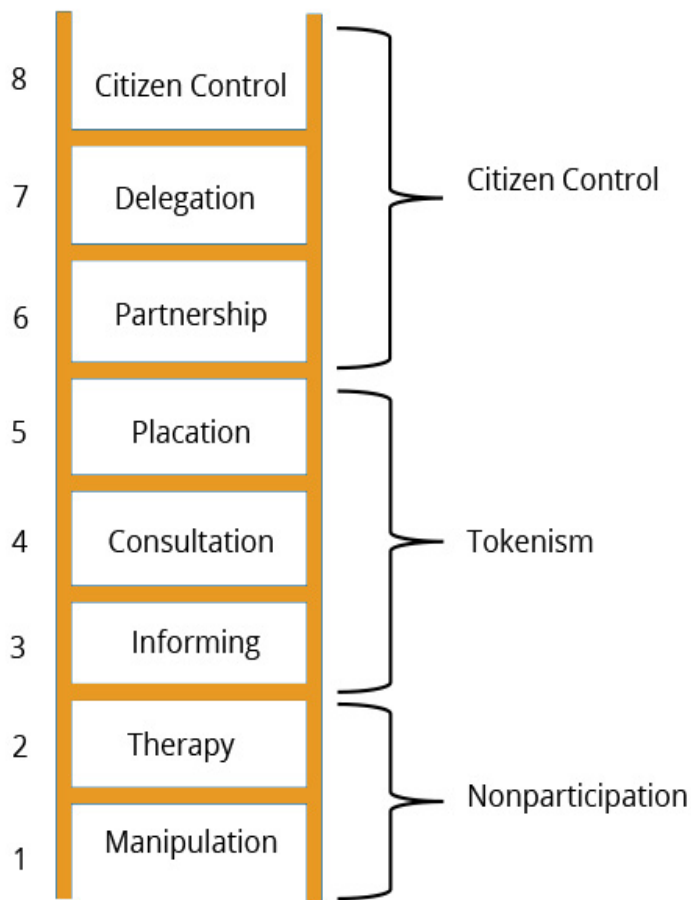 8 Citizen Control
7 Delegation
Citizen Control
6 Partnership
5 Placation
4 Consultation
Tokenism
3 Informing
2 Therapy
Nonparticipation
1 Manipulation